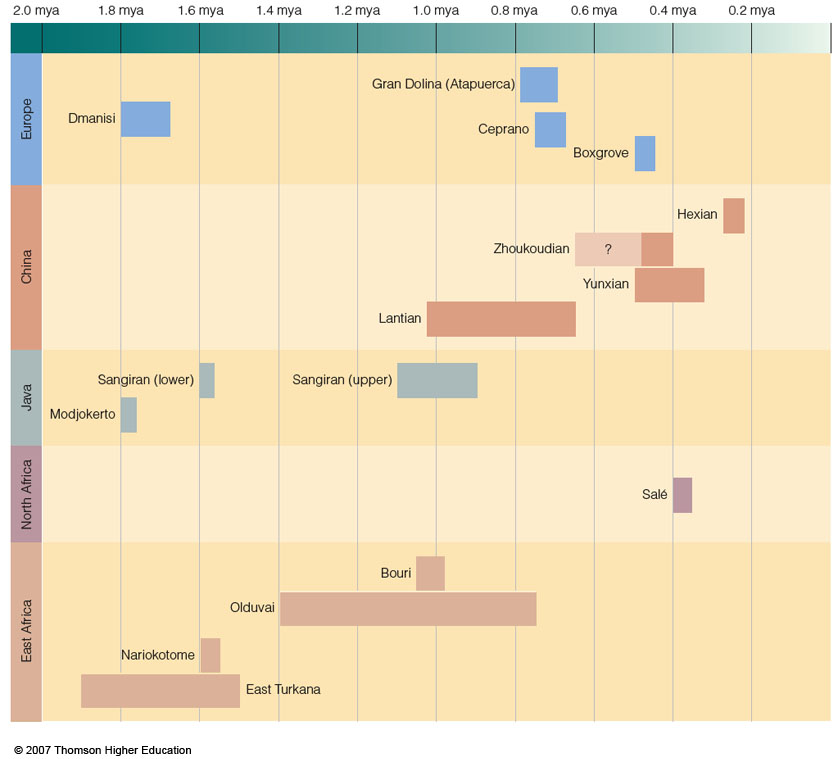 2.0 mya 1.8 mya 1.6 mya 1.4 mya 1.2 mya 1.0 mya 0.8 mya 0.6 mya 0.4 mya 0.2 mya
Europe
Gran Dolina (Atapuerca)
Dmanisi
Ceprano
Boxgrove
China
Hexian
Zhoukoudian ?
Yunxian
Lantian
Java
Sangiran (lower) Sangiran (upper)
Modjokerto
North Africa
Salé
East Africa
Bouri
Olduvai
Nariokotome
East Turkana
© 2007 Thomson Higher Education